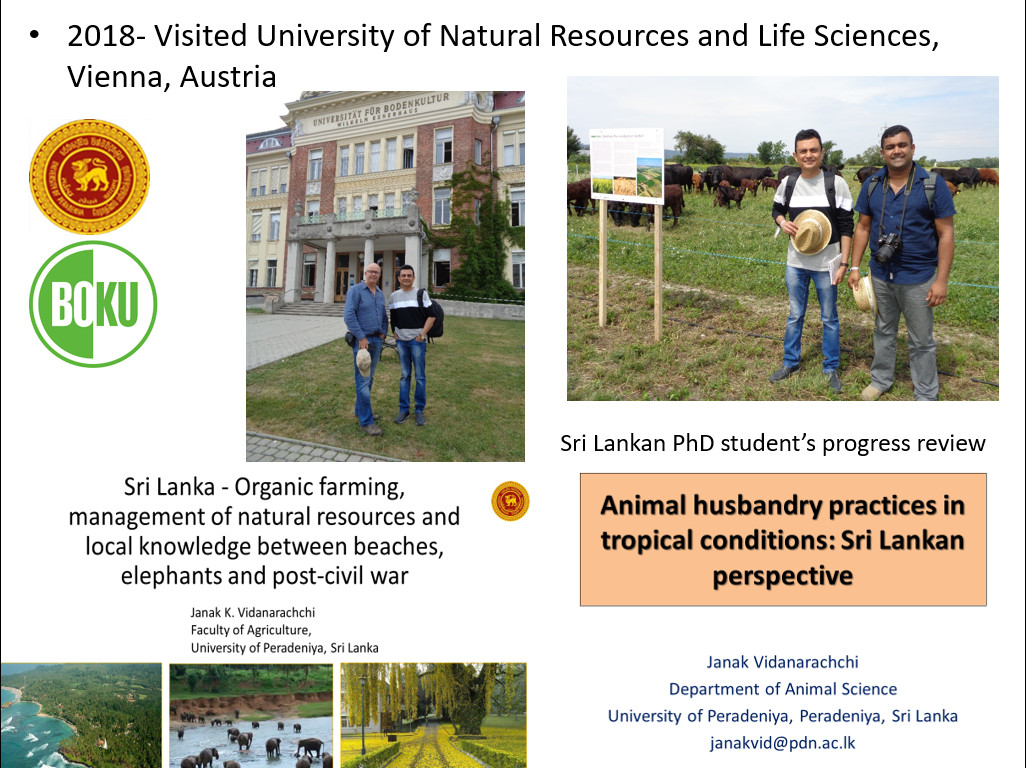 • 2018- Visited University of Natural Resources and Life Sciences,
Vienna, Austria
UNIVERSITÄT FÜR BODENKULTUR
WILHELM EXNERHAUS
BOKU
Sri Lankan PhD student's progress review
Sri Lanka - Organic farming,
management of natural resources and
local knowledge between beaches,
elephants and post-civil war
Janak K. Vidanarachchi
Faculty of Agriculture,
University of Peradeniya, Sri Lanka
Animal husbandry practices in
tropical conditions: Sri Lankan
perspective
Janak Vidanarachchi
Department of Animal Science
University of Peradeniya, Peradeniya, Sri Lanka
janakvid@pdn.ac.lk